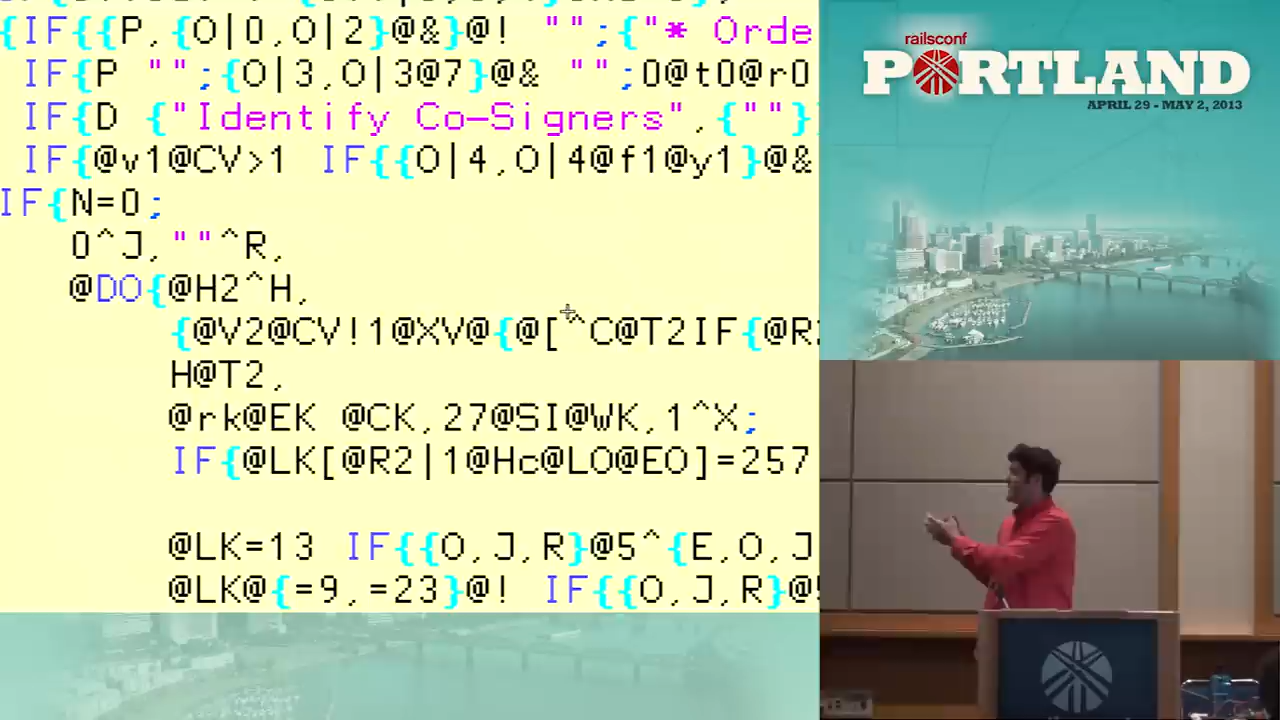 {IF{{P,{O|0,O|2}@&}@! "";{"* Orde
IF{P "";{O|3,O|3@7}@& "";0@t0@r0
IF{D {"Identify Co-Signers",{""}
IF{@v1@CV>1 IF{{O|4,O|4@f1@y1}@&
IF{N=0;
0^J,""^R,
@DO{@H2^H,
{@V2@CV!1@XV@{@[^C@T2IF{@R
H@T2,
@rk@EK @CK,27@SI@WK,1^X;
IF{@LK[@R2|1@Hc@LO@EO]=257
@LK=13 IF{{O,J,R}@5^{E,O,J
@LK@{=9,=23}@! IF{{O,J,R}@
railsconf
PORTLAND
APRIL 29 - MAY 2, 2013